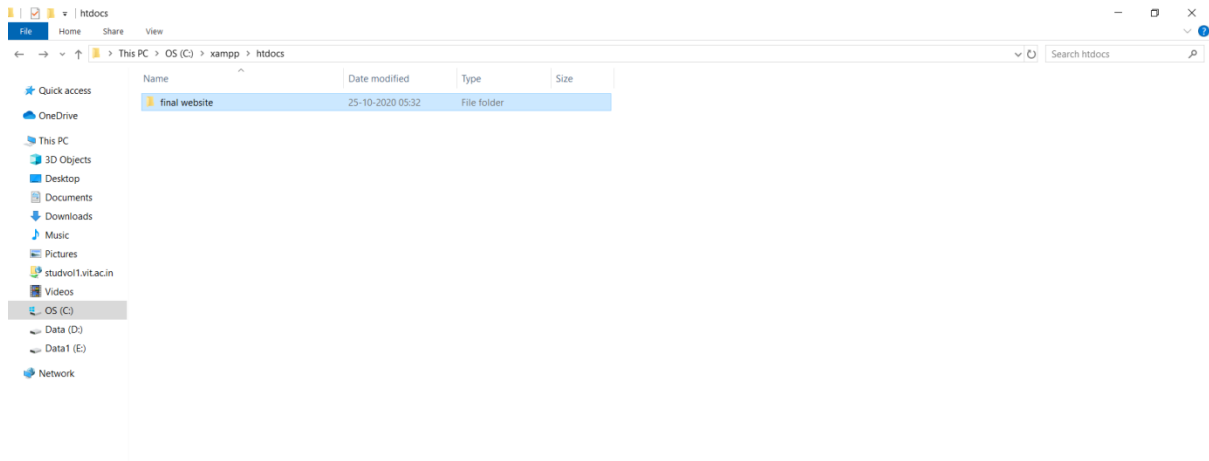 htdocs
File Home Share View
This PC > OS (C:) > xampp > htdocs
Search htdocs
Name Date modified Type Size
final website 25-10-2020 05:32 File folder
Quick access
OneDrive
This PC
3D Objects
Desktop
Documents
Downloads
Music
Pictures
studvol1.vit.ac.in
Videos
OS (C:)
Data (D:)
Data1 (E:)
Network